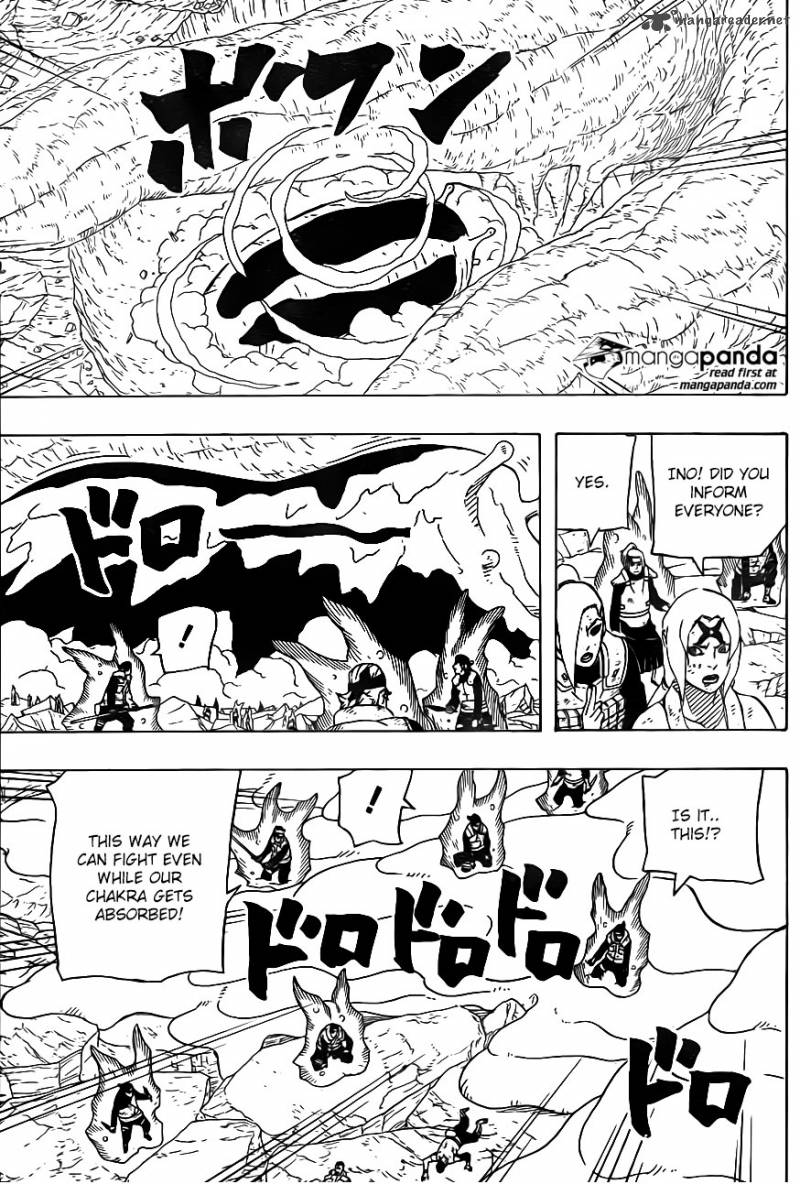 mangareader.net
ボワン
mangapanda
read first at
mangapanda.com
INO! DID YOU
INFORM
EVERYONE?
YES.
ドロー
!
IS IT..
THIS!?
!
THIS WAY WE
CAN FIGHT EVEN
WHILE OUR
CHAKRA GETS
ABSORBED!
ドロドロドロ
ドロ